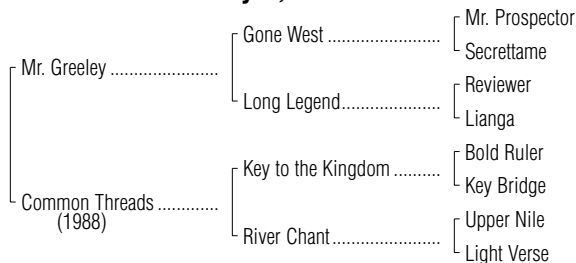 Mr. Prospector
Gone West ........................
Secrettame
Mr. Greeley .......................
Reviewer
Long Legend.....................
Lianga
Bold Ruler
Key to the Kingdom ..........
Key Bridge
Common Threads .............
(1988)
Upper Nile
River Chant.......................
Light Verse